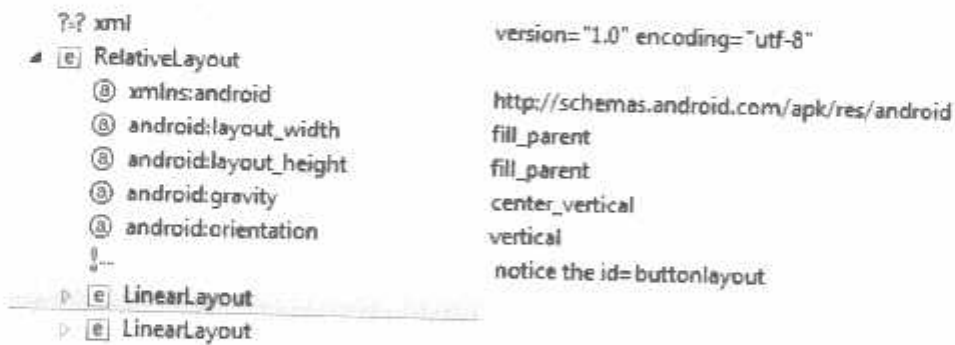 ?=? xml version="1.0" encoding="utf-8"
e RelativeLayout
a xmlns:android http://schemas.android.com/apk/res/android
a android:layout_width fill_parent
a android:layout_height fill_parent
a android:gravity center_vertical
a android:orientation vertical
!... notice the id=buttonlayout
e LinearLayout
e LinearLayout